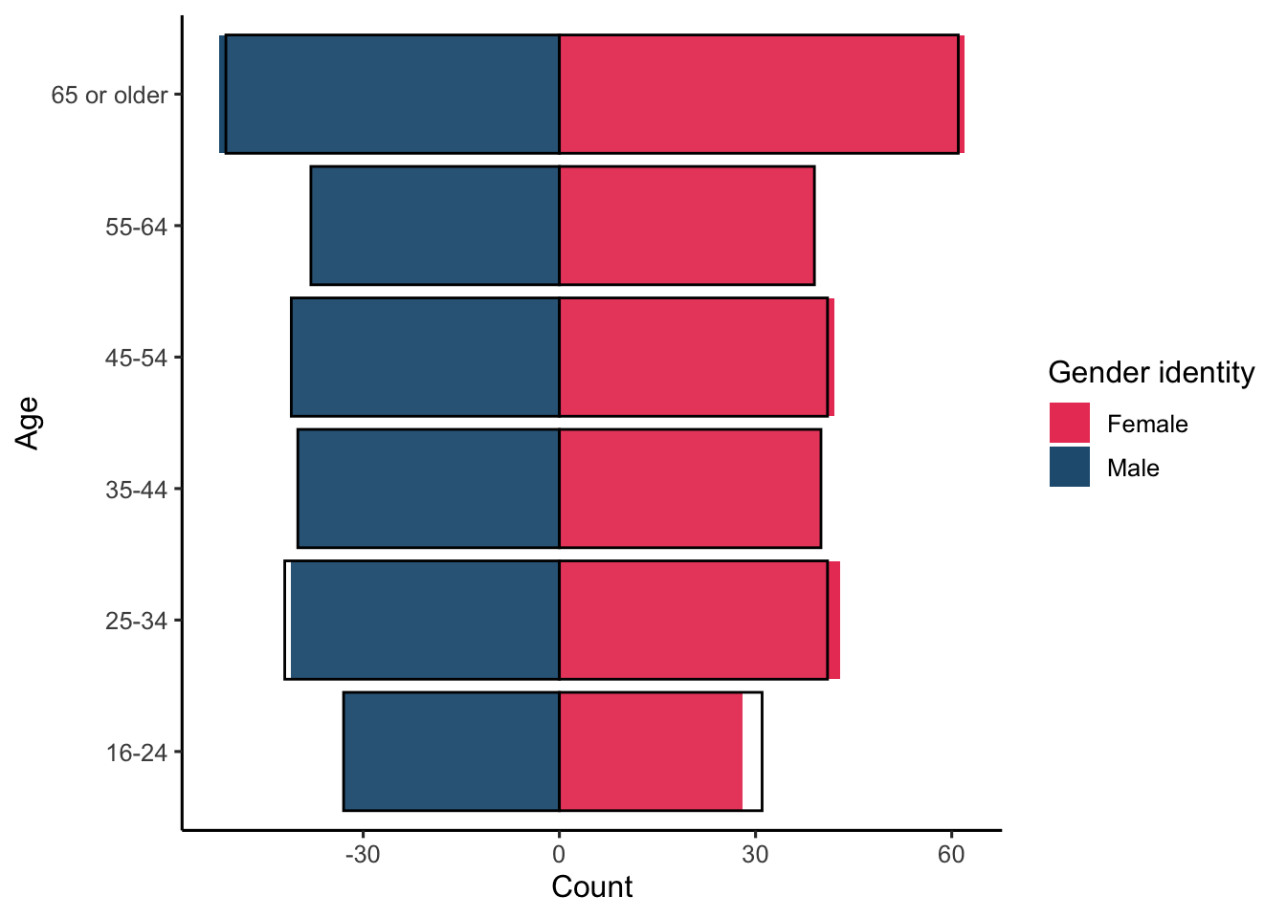 65 or older
55-64
45-54
35-44
25-34
16-24
Age
-30 0 30 60
Count
Gender identity
Female
Male